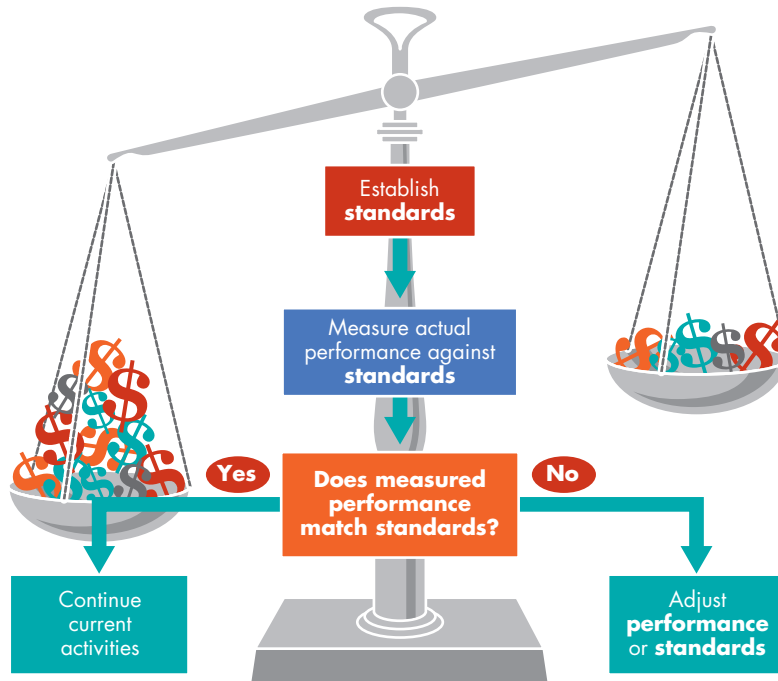 Establish
standards
Measure actual
performance against
standards
Yes
Does measured
performance
match standards?
No
Continue
current
activities
Adjust
performance
or standards